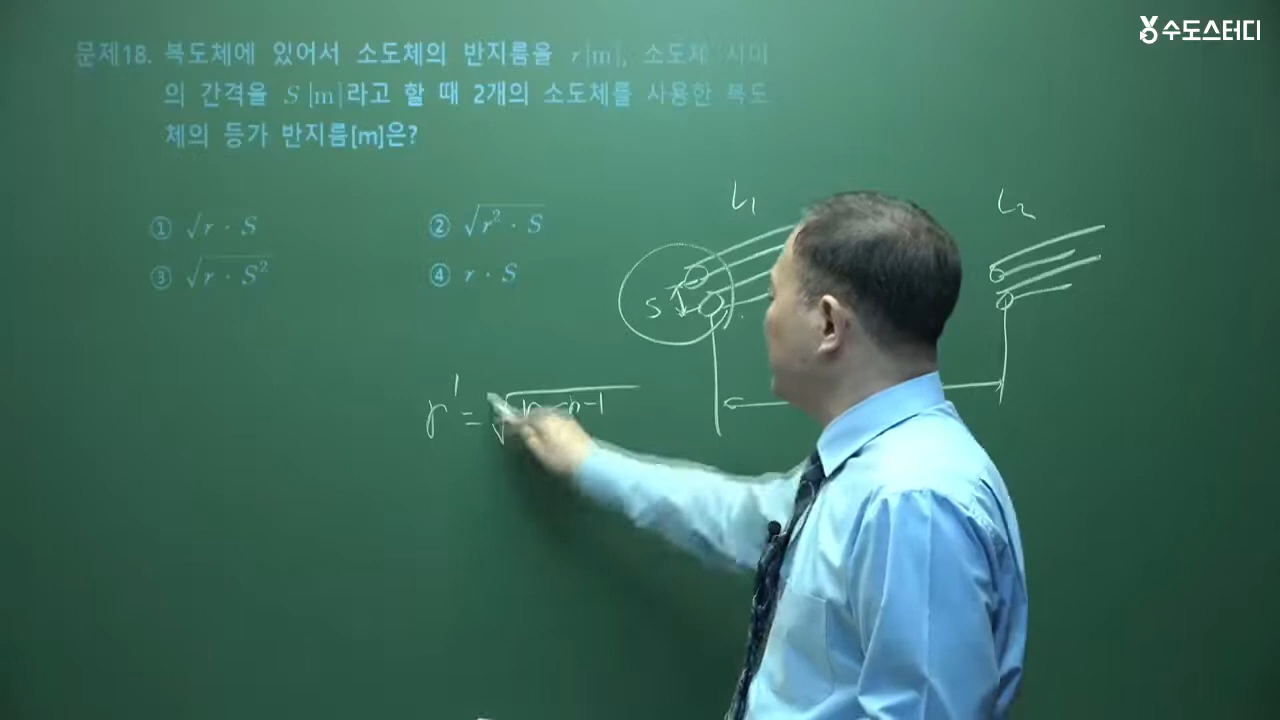 수도스터디
문제18. 복도체에 있어서 소도체의 반지름을 r[m], 소도체 사이
의 간격을 S[m]라고 할 때 2개의 소도체를 사용한 복도
체의 등가 반지름[m]은?
① √r · S ② √r² · S
③ √r · S² ④ r · S
L₁ L₂
S
r' = √ n-1